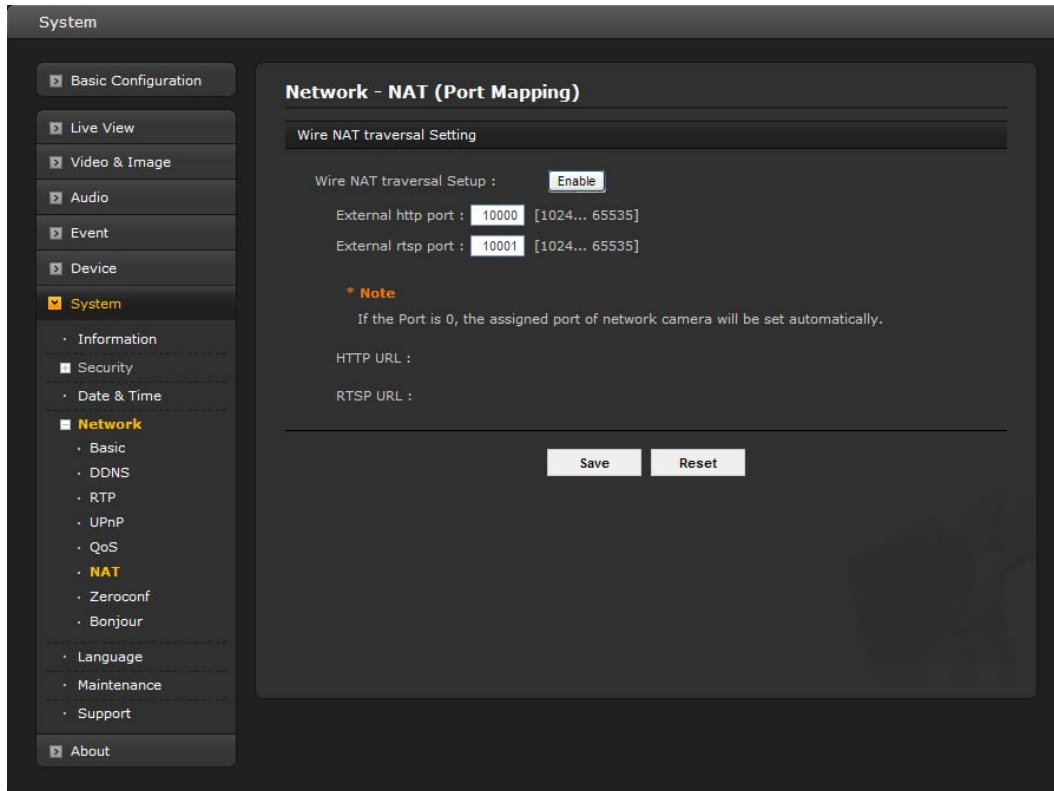 System
Basic Configuration
Live View
Video & Image
Audio
Event
Device
System
· Information
Security
· Date & Time
Network
· Basic
· DDNS
· RTP
· UPnP
· QoS
· NAT
· Zeroconf
· Bonjour
· Language
· Maintenance
· Support
About
Network - NAT (Port Mapping)
Wire NAT traversal Setting
Wire NAT traversal Setup : Enable
External http port : 10000 [1024... 65535]
External rtsp port : 10001 [1024... 65535]
* Note
If the Port is 0, the assigned port of network camera will be set automatically.
HTTP URL :
RTSP URL :
Save Reset